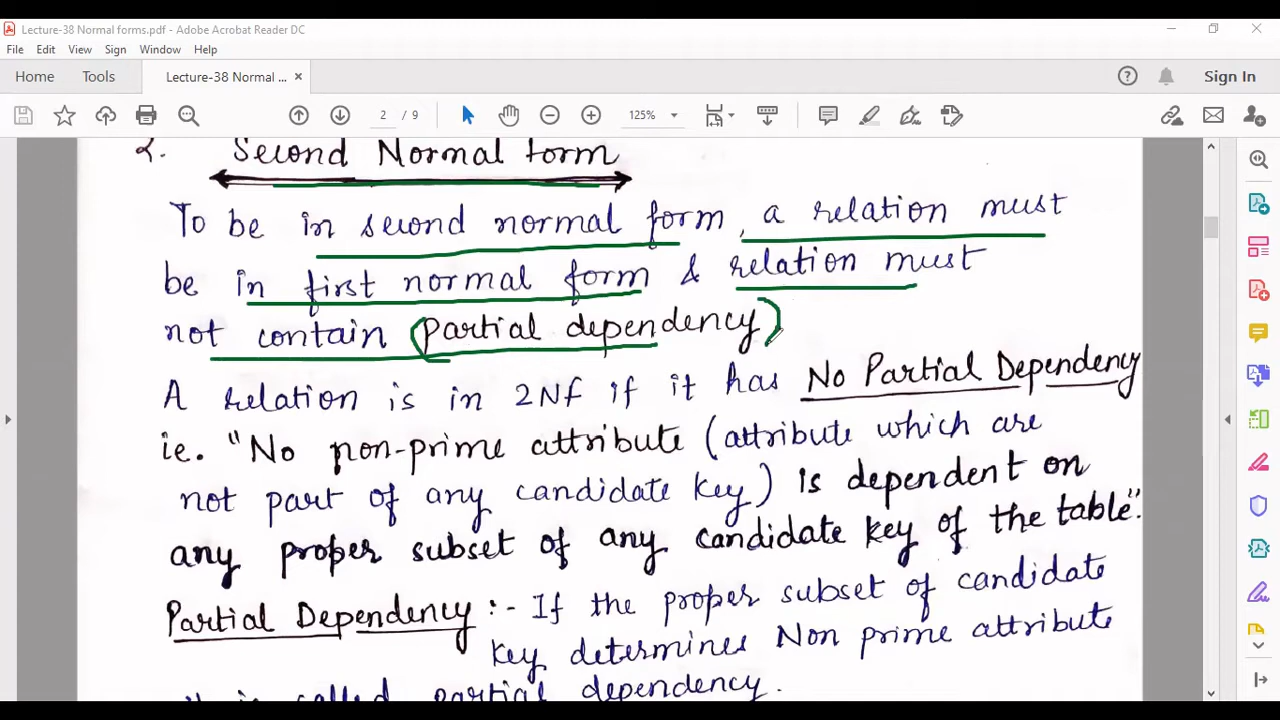 Lecture-38 Normal forms.pdf - Adobe Acrobat Reader DC
File Edit View Sign Window Help
Home Tools Lecture-38 Normal ... × Sign In
2 / 9 125%
2. Second Normal form
To be in second normal form, a relation must
be in first normal form & relation must
not contain (partial dependency)
A relation is in 2NF if it has No Partial Dependency
ie. "No non-prime attribute (attribute which are
not part of any candidate key) is dependent on
any proper subset of any candidate key of the table".
Partial Dependency :- If the proper subset of candidate
key determines Non prime attribute
it is called partial dependency.